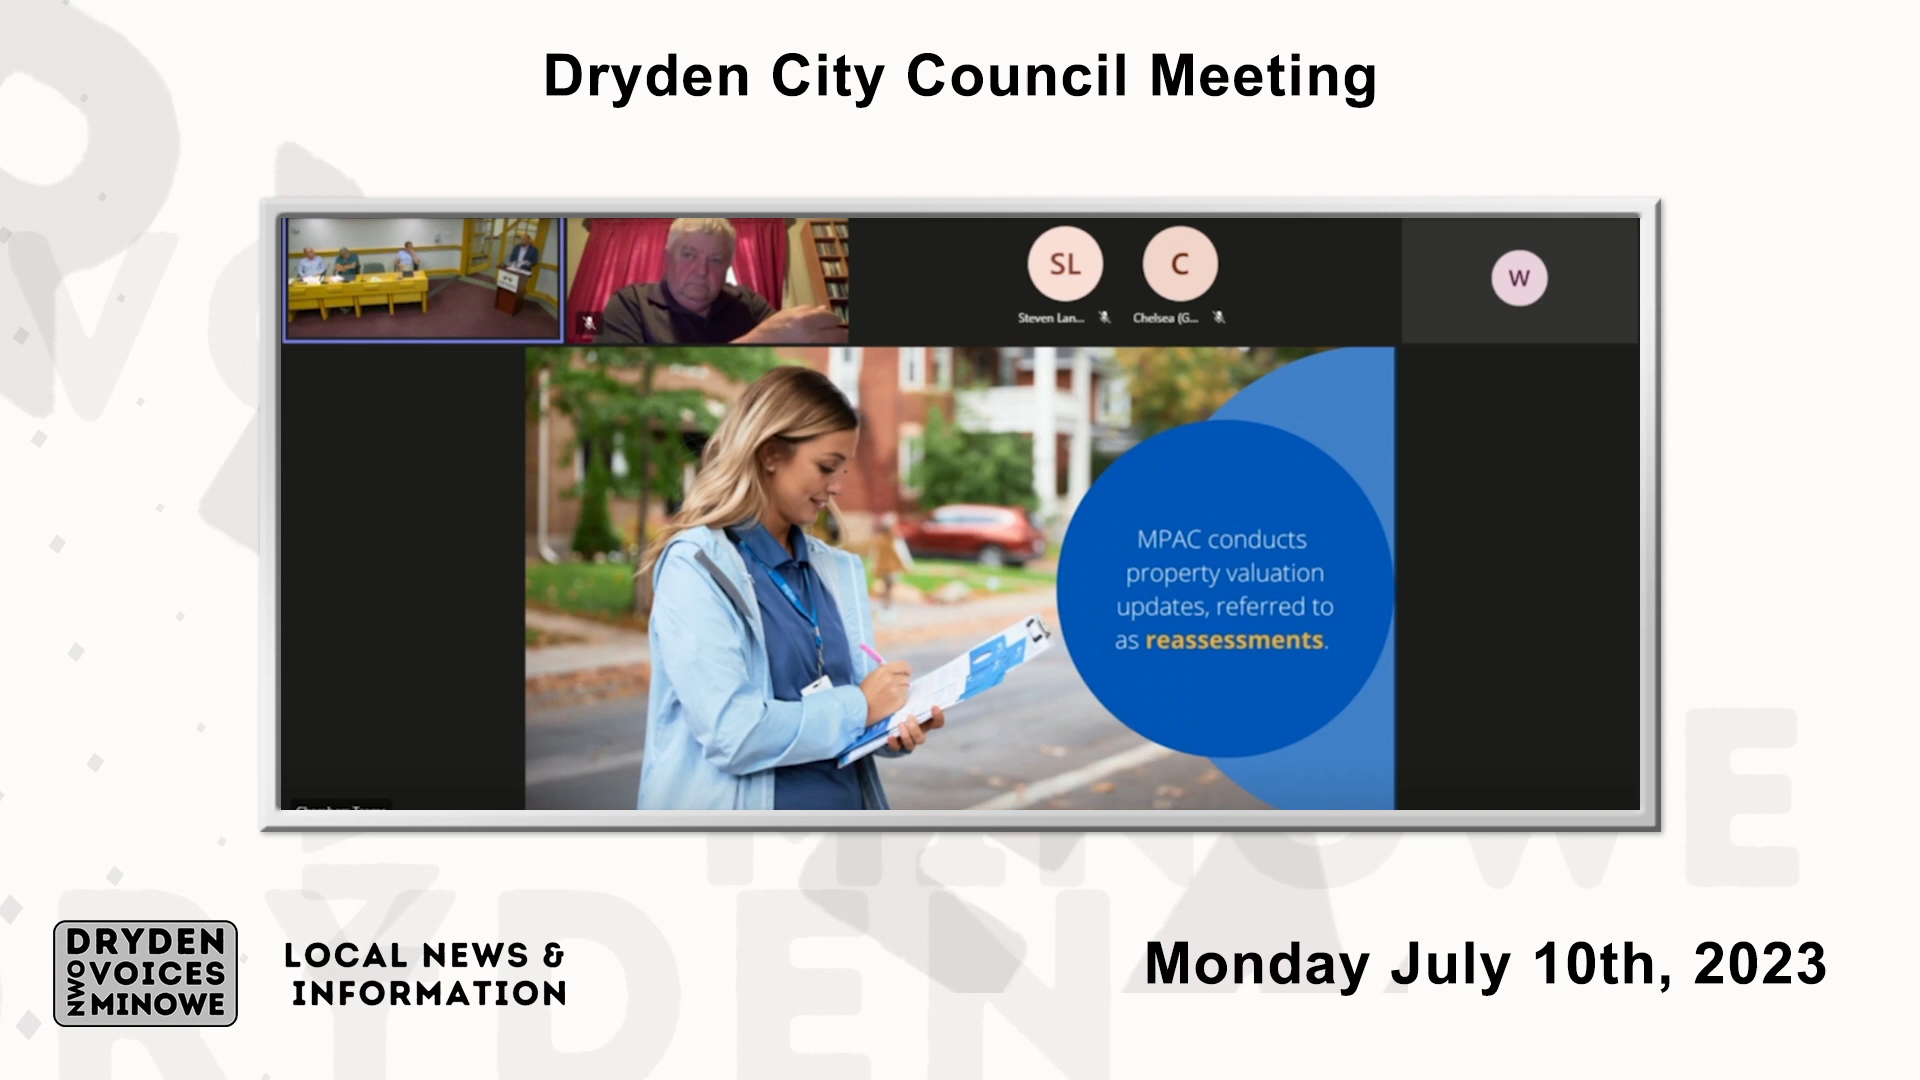 Dryden City Council Meeting
SL
C
W
Steven Lan...
Chelsea (G...
MPAC conducts
property valuation
updates, referred to
as reassessments.
DRYDEN
NWO VOICES
MINOWE
LOCAL NEWS &
INFORMATION
Monday July 10th, 2023